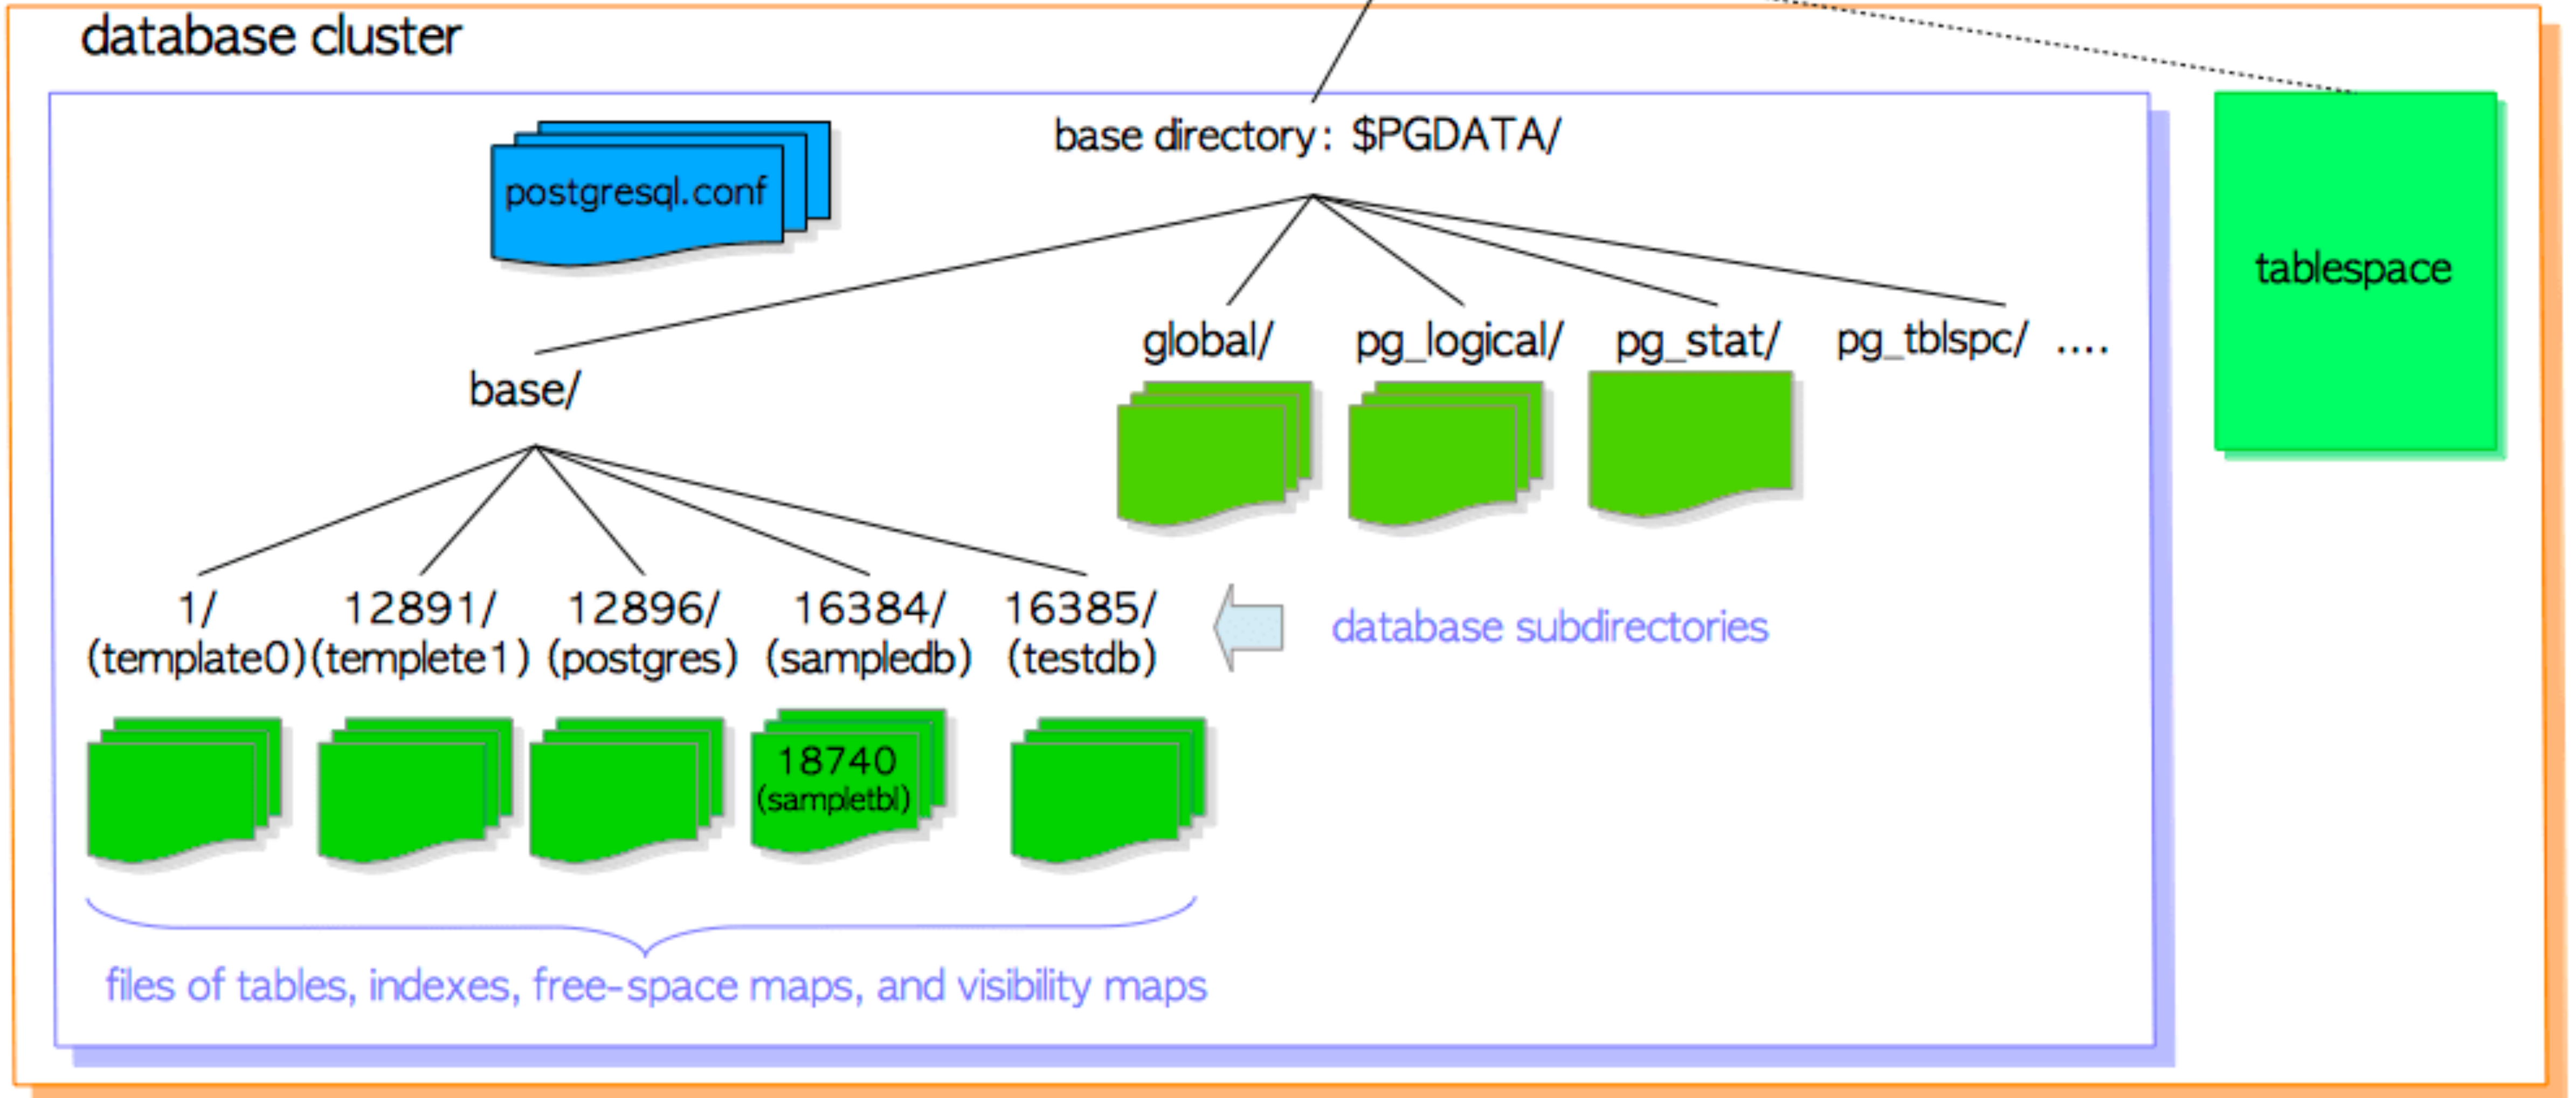 database cluster
base directory: $PGDATA/
postgresql.conf
tablespace
global/ pg_logical/ pg_stat/ pg_tblspc/ ....
base/
1/ 12891/ 12896/ 16384/ 16385/
(template0) (templete1) (postgres) (sampledb) (testdb)
database subdirectories
18740
(sampletbl)
files of tables, indexes, free-space maps, and visibility maps